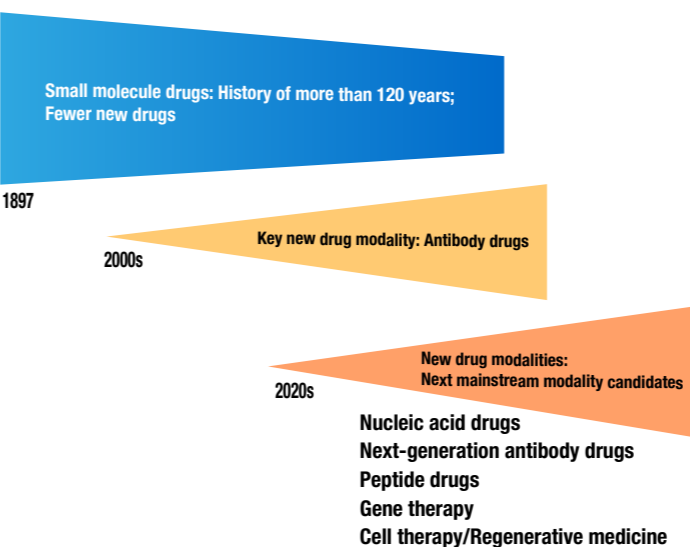 Small molecule drugs: History of more than 120 years;
Fewer new drugs
1897
Key new drug modality: Antibody drugs
2000s
New drug modalities:
Next mainstream modality candidates
2020s
Nucleic acid drugs
Next-generation antibody drugs
Peptide drugs
Gene therapy
Cell therapy/Regenerative medicine